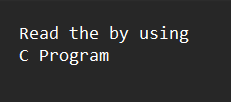 Read the by using
C Program